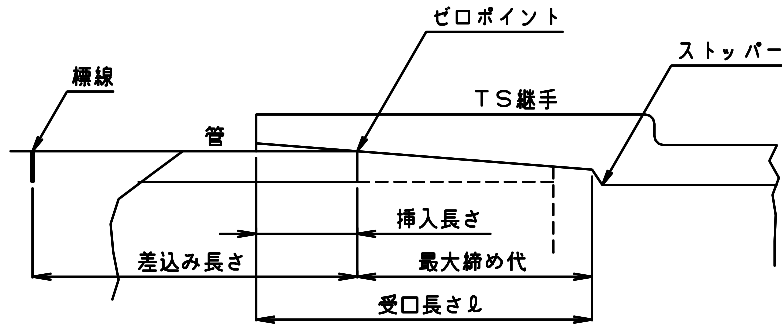 ゼロポイント
ストッパー
標線
TS継手
管
挿入長さ
差込み長さ
最大締め代
受口長さℓ